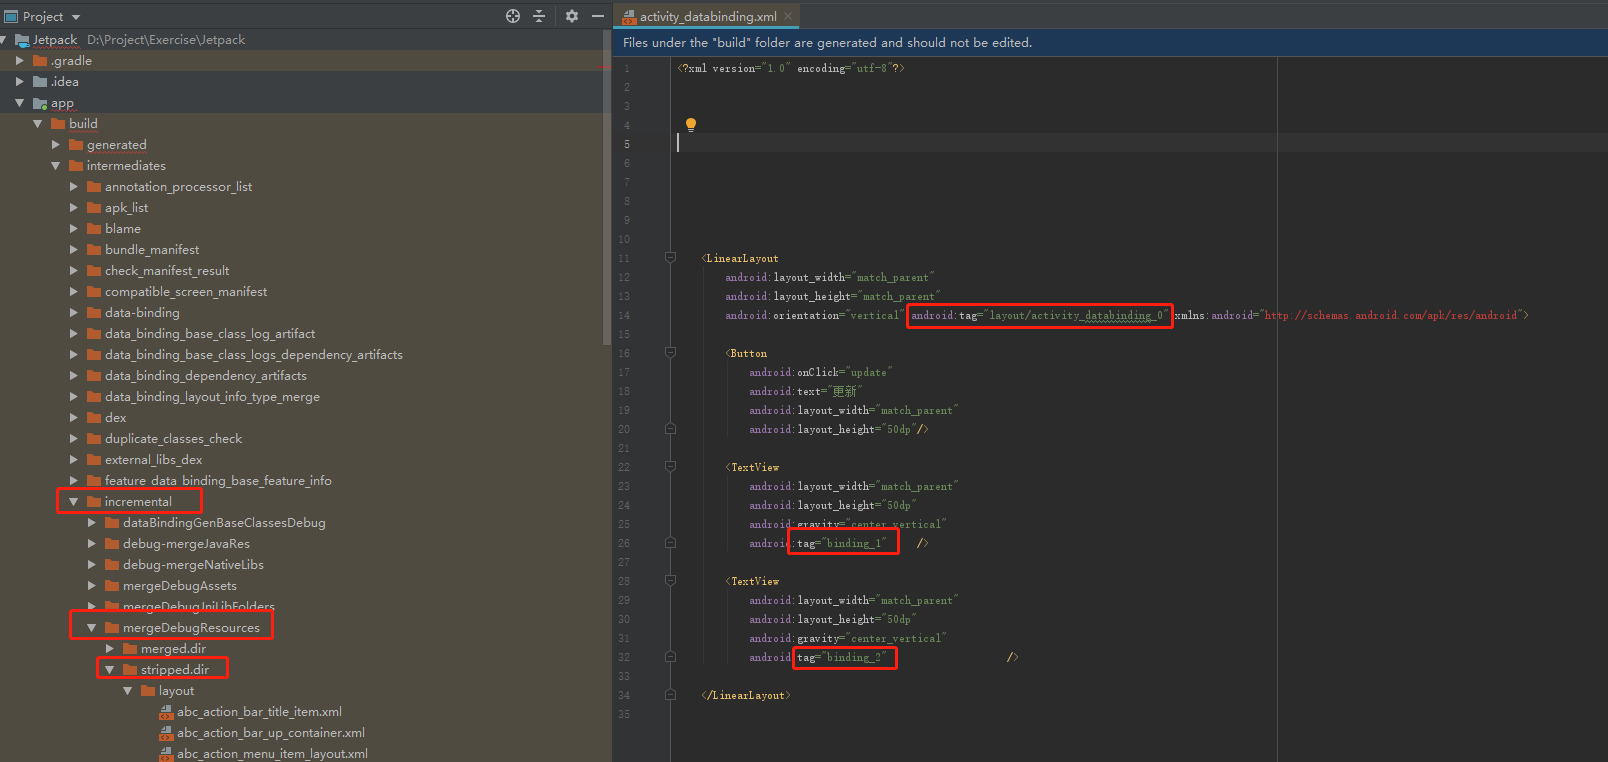 Project
Jetpack D:\Project\Exercise\Jetpack
.gradle
.idea
app
build
generated
intermediates
annotation_processor_list
apk_list
blame
bundle_manifest
check_manifest_result
compatible_screen_manifest
data-binding
data_binding_base_class_log_artifact
data_binding_base_class_logs_dependency_artifacts
data_binding_dependency_artifacts
data_binding_layout_info_type_merge
dex
duplicate_classes_check
external_libs_dex
feature_data_binding_base_feature_info
incremental
dataBindingGenBaseClassesDebug
debug-mergeJavaRes
debug-mergeNativeLibs
mergeDebugAssets
mergeDebugJniLibFolders
mergeDebugResources
merged.dir
stripped.dir
layout
abc_action_bar_title_item.xml
abc_action_bar_up_container.xml
abc_action_menu_item_layout.xml
activity_databinding.xml
Files under the "build" folder are generated and should not be edited.
1 <?xml version="1.0" encoding="utf-8"?>
2
3
4
5
6
7
8
9
10
11 <LinearLayout
12 android:layout_width="match_parent"
13 android:layout_height="match_parent"
14 android:orientation="vertical" android:tag="layout/activity_databinding_0" xmlns:android="http://schemas.android.com/apk/res/android">
15
16 <Button
17 android:onClick="update"
18 android:text="更新"
19 android:layout_width="match_parent"
20 android:layout_height="50dp"/>
21
22 <TextView
23 android:layout_width="match_parent"
24 android:layout_height="50dp"
25 android:gravity="center_vertical"
26 android:tag="binding_1" />
27
28 <TextView
29 android:layout_width="match_parent"
30 android:layout_height="50dp"
31 android:gravity="center_vertical"
32 android:tag="binding_2" />
33
34 </LinearLayout>
35